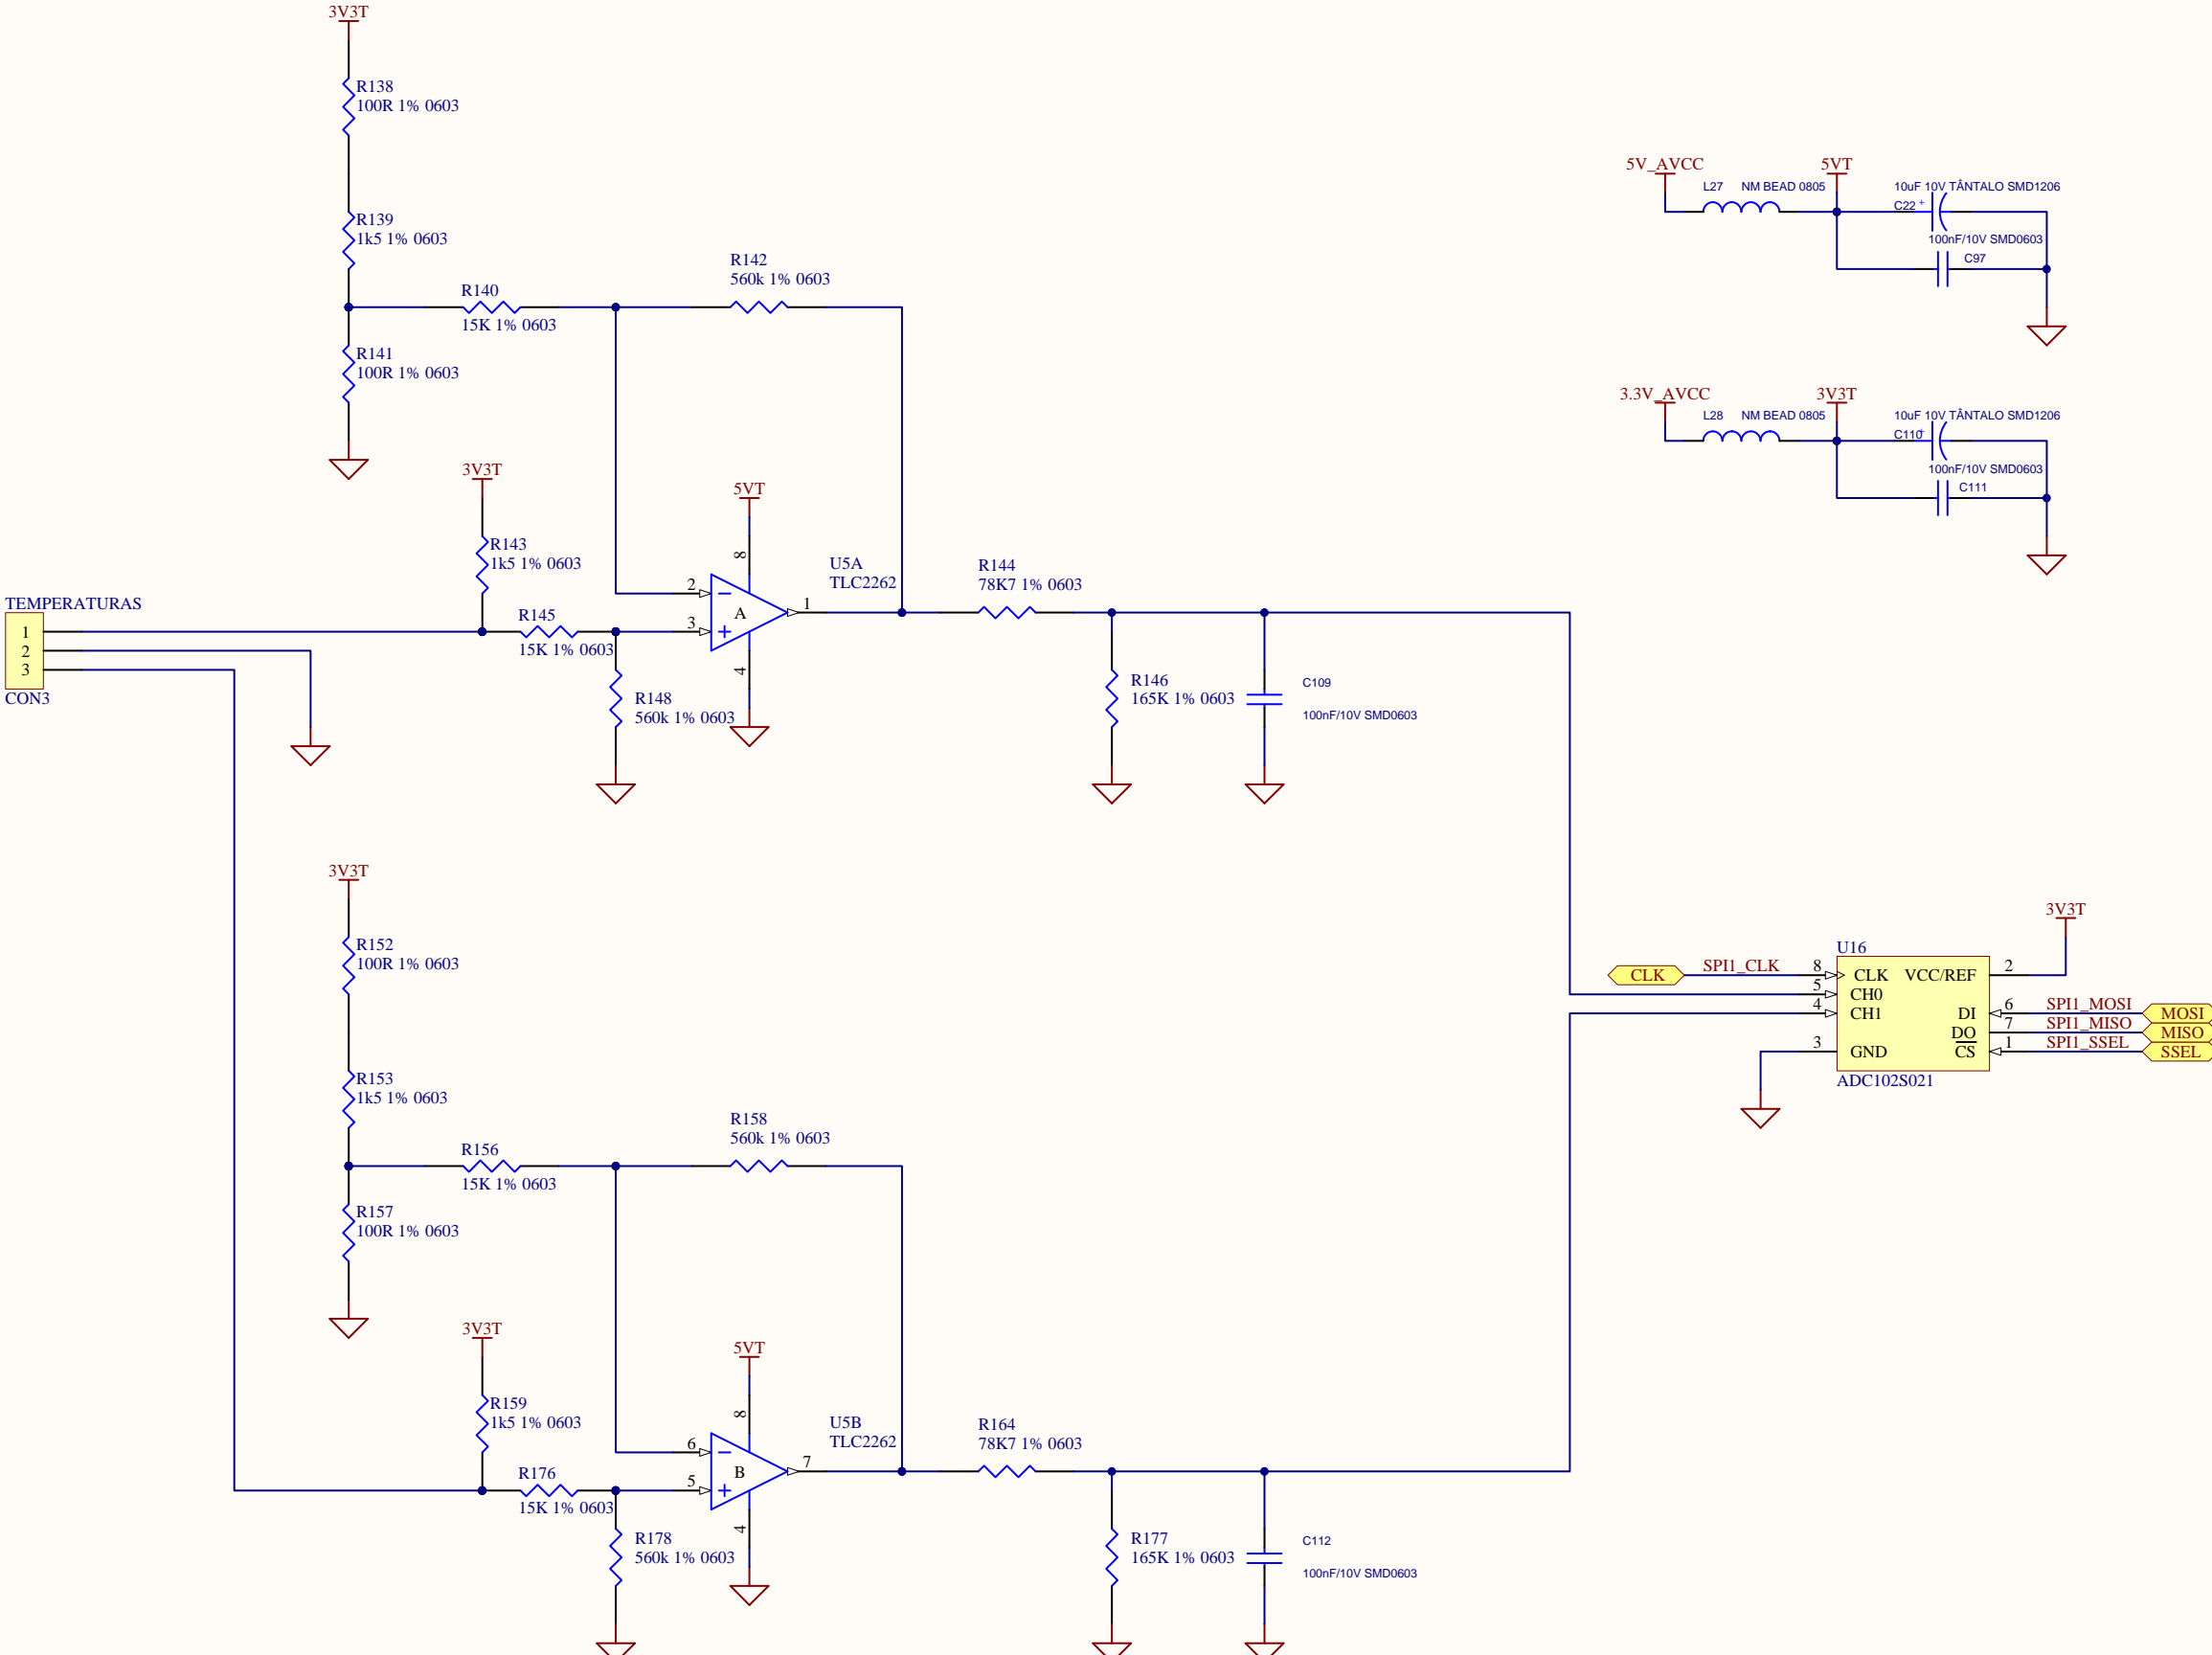 3V3T
R138
100R 1% 0603
R139
1k5 1% 0603
R140
15K 1% 0603
R142
560k 1% 0603
R141
100R 1% 0603
3V3T
R143
1k5 1% 0603
5VT
8
U5A
TLC2262
2
A
1
3
4
R144
78K7 1% 0603
TEMPERATURAS
1
2
3
CON3
R145
15K 1% 0603
R148
560k 1% 0603
R146
165K 1% 0603
C109
100nF/10V SMD0603
5V_AVCC
5VT
L27 NM BEAD 0805
10uF 10V TÂNTALO SMD1206
C22 +
100nF/10V SMD0603
C97
3.3V_AVCC
3V3T
L28 NM BEAD 0805
10uF 10V TÂNTALO SMD1206
C110 +
100nF/10V SMD0603
C111
3V3T
R152
100R 1% 0603
R153
1k5 1% 0603
R156
15K 1% 0603
R158
560k 1% 0603
R157
100R 1% 0603
3V3T
R159
1k5 1% 0603
5VT
8
U5B
TLC2262
6
B
7
5
4
R164
78K7 1% 0603
R176
15K 1% 0603
R178
560k 1% 0603
R177
165K 1% 0603
C112
100nF/10V SMD0603
3V3T
U16
CLK SPI1_CLK 8 CLK VCC/REF 2
5 CH0
4 CH1 DI 6 SPI1_MOSI MOSI
DO 7 SPI1_MISO MISO
3 GND CS 1 SPI1_SSEL SSEL
ADC102S021